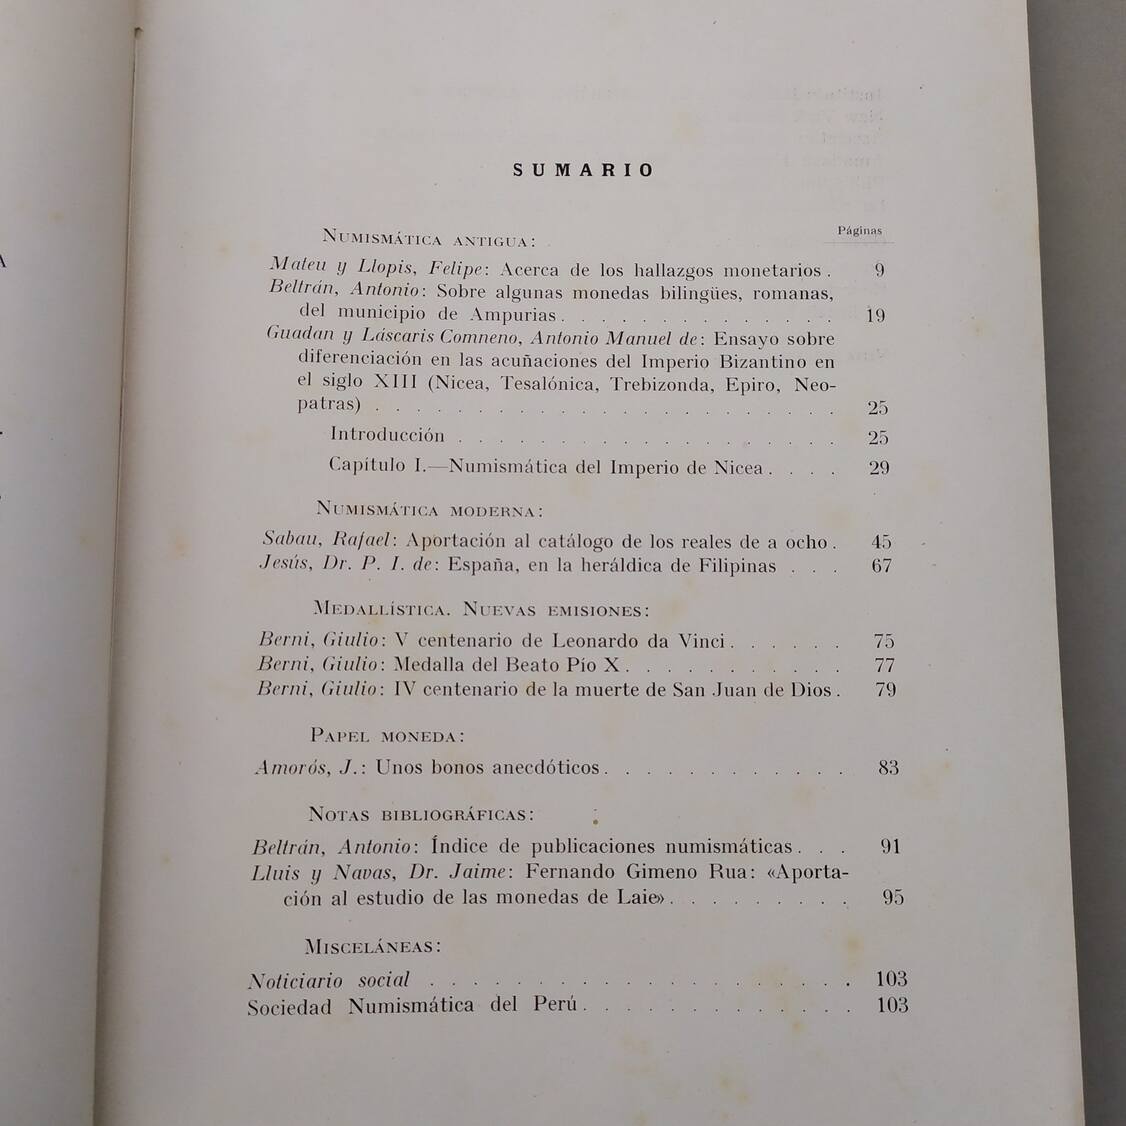 SUMARIO
Páginas
NUMISMÁTICA ANTIGUA:
Mateu y Llopis, Felipe: Acerca de los hallazgos monetarios . 9
Beltrán, Antonio: Sobre algunas monedas bilingües, romanas,
del municipio de Ampurias . . . . . . . . . . . . . 19
Guadan y Láscaris Comneno, Antonio Manuel de: Ensayo sobre
diferenciación en las acuñaciones del Imperio Bizantino en
el siglo XIII (Nicea, Tesalónica, Trebizonda, Epiro, Neo-
patras) . . . . . . . . . . . . . . . . . 25
Introducción . . . . . . . . . . . . . . 25
Capítulo I.—Numismática del Imperio de Nicea . . . . 29
NUMISMÁTICA MODERNA:
Sabau, Rafael: Aportación al catálogo de los reales de a ocho . 45
Jesús, Dr. P. I. de: España, en la heráldica de Filipinas . . . 67
MEDALLÍSTICA. NUEVAS EMISIONES:
Berni, Giulio: V centenario de Leonardo da Vinci . . . . . 75
Berni, Giulio: Medalla del Beato Pío X . . . . . . . . . 77
Berni, Giulio: IV centenario de la muerte de San Juan de Dios . 79
PAPEL MONEDA:
Amorós, J.: Unos bonos anecdóticos . . . . . . . . . . 83
NOTAS BIBLIOGRÁFICAS:
Beltrán, Antonio: Índice de publicaciones numismáticas . . . 91
Lluis y Navas, Dr. Jaime: Fernando Gimeno Rua: «Aporta-
ción al estudio de las monedas de Laie» . . . . . . . . 95
MISCELÁNEAS:
Noticiario social . . . . . . . . . . . . . . . . 103
Sociedad Numismática del Perú . . . . . . . . . . 103